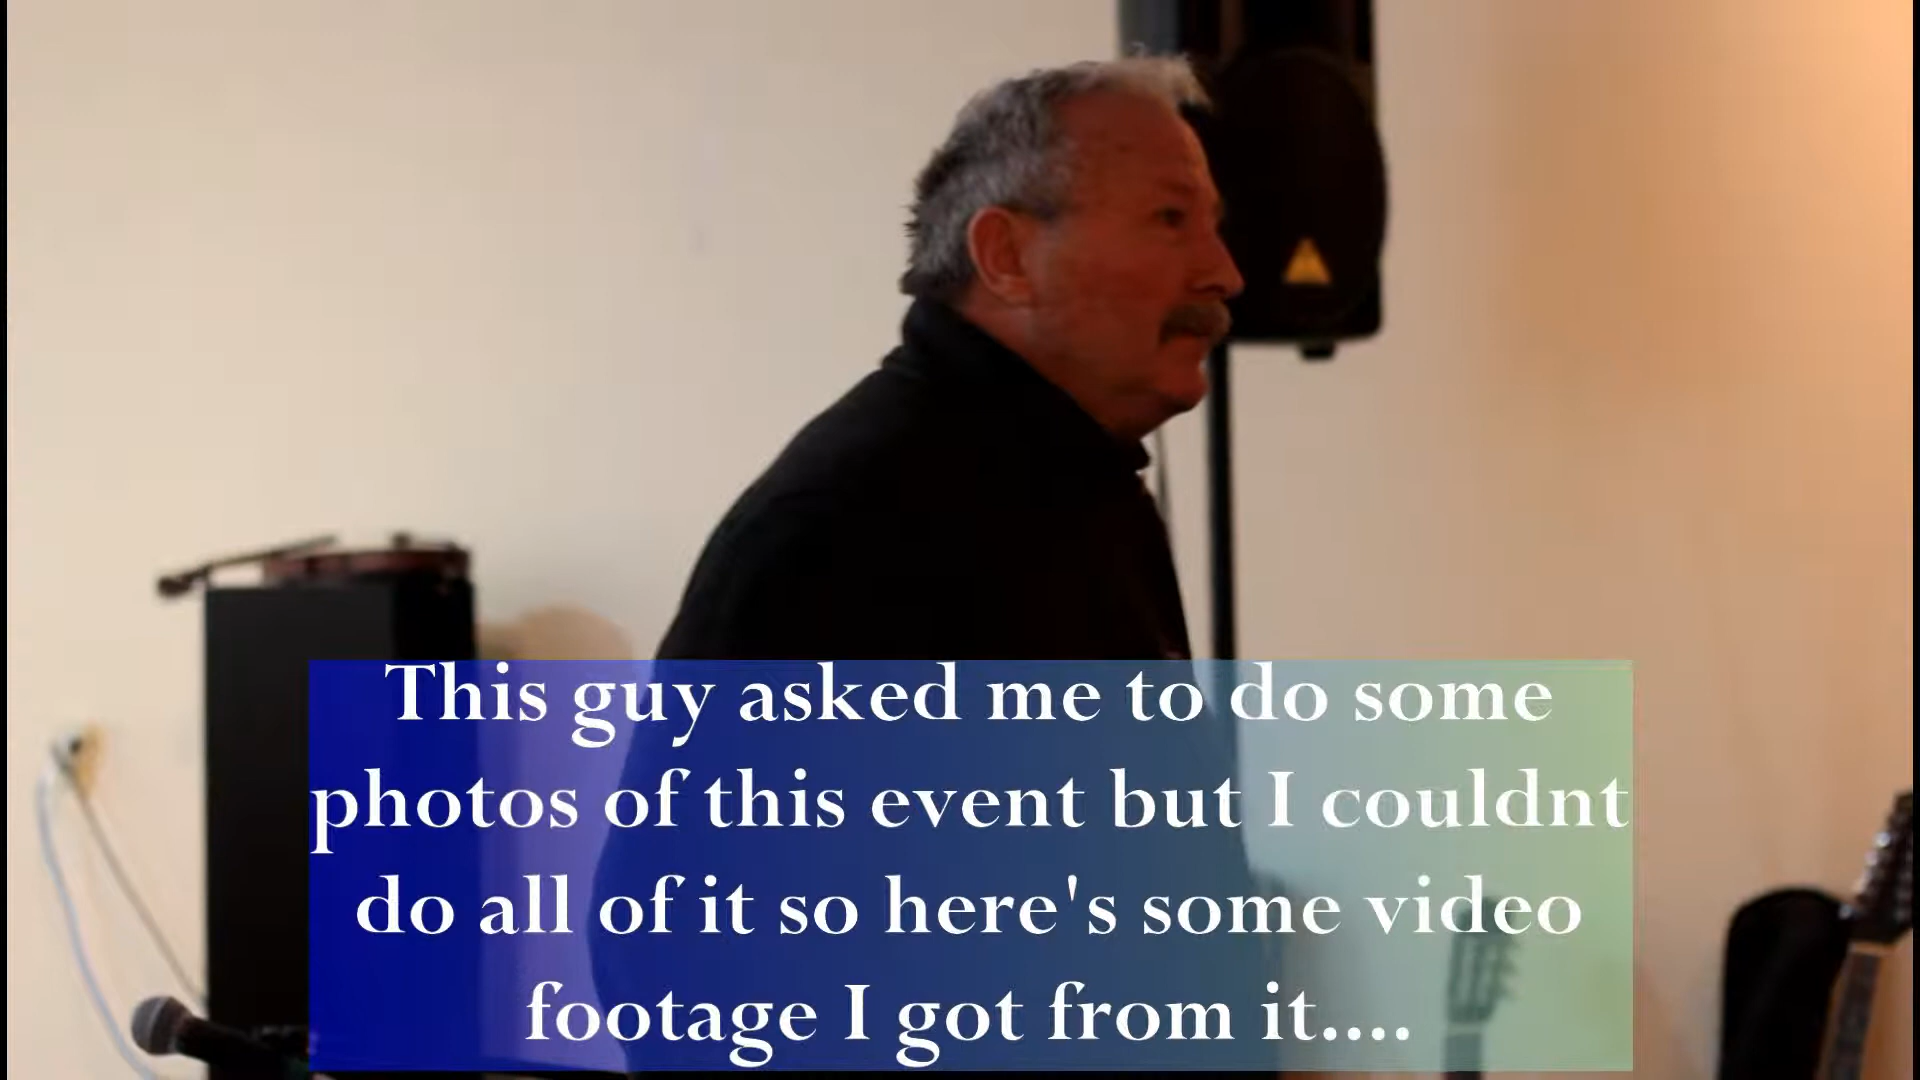 This guy asked me to do some
photos of this event but I couldnt
do all of it so here's some video
footage I got from it....